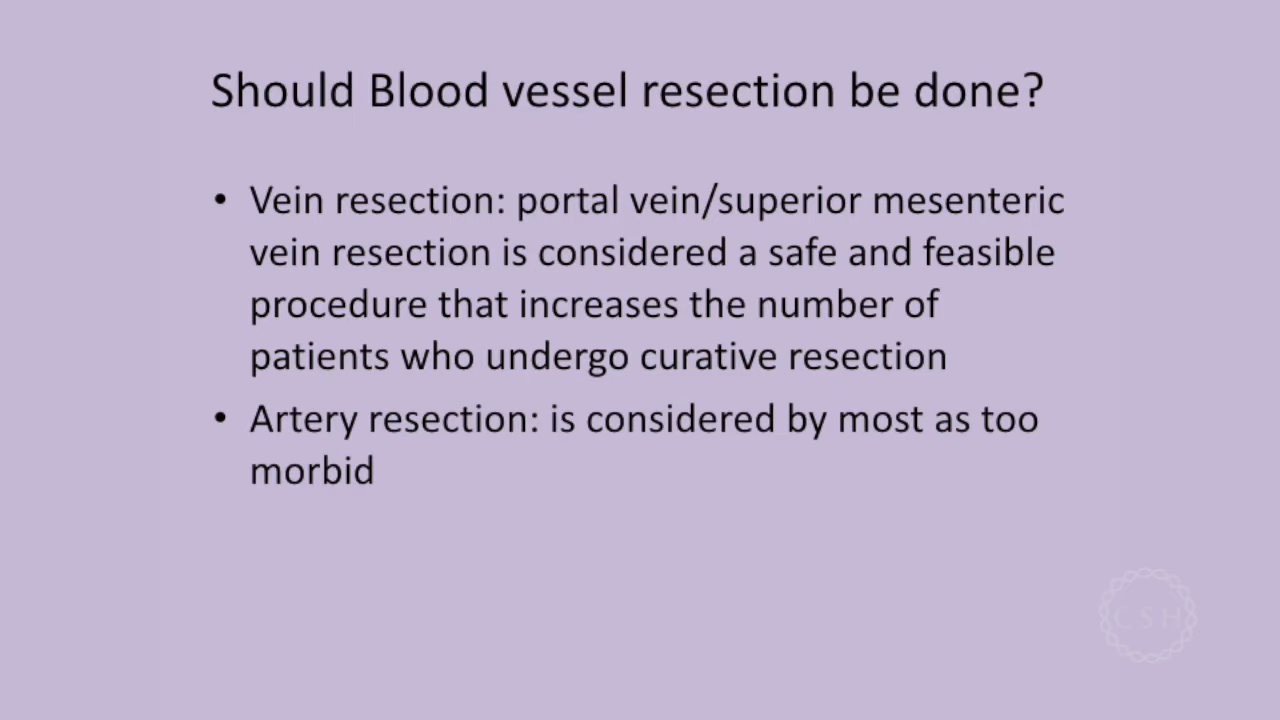 Should Blood vessel resection be done?
• Vein resection: portal vein/superior mesenteric
vein resection is considered a safe and feasible
procedure that increases the number of
patients who undergo curative resection
• Artery resection: is considered by most as too
morbid
CSH